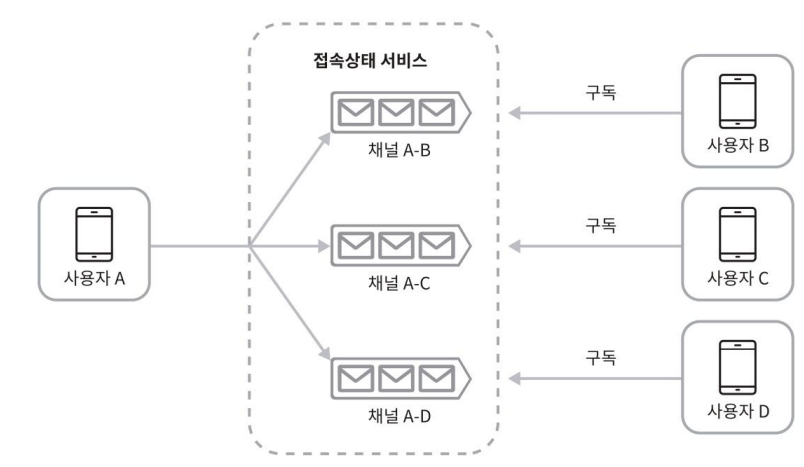 접속상태 서비스
구독
채널 A-B
사용자 B
사용자 A
구독
채널 A-C
사용자 C
구독
채널 A-D
사용자 D